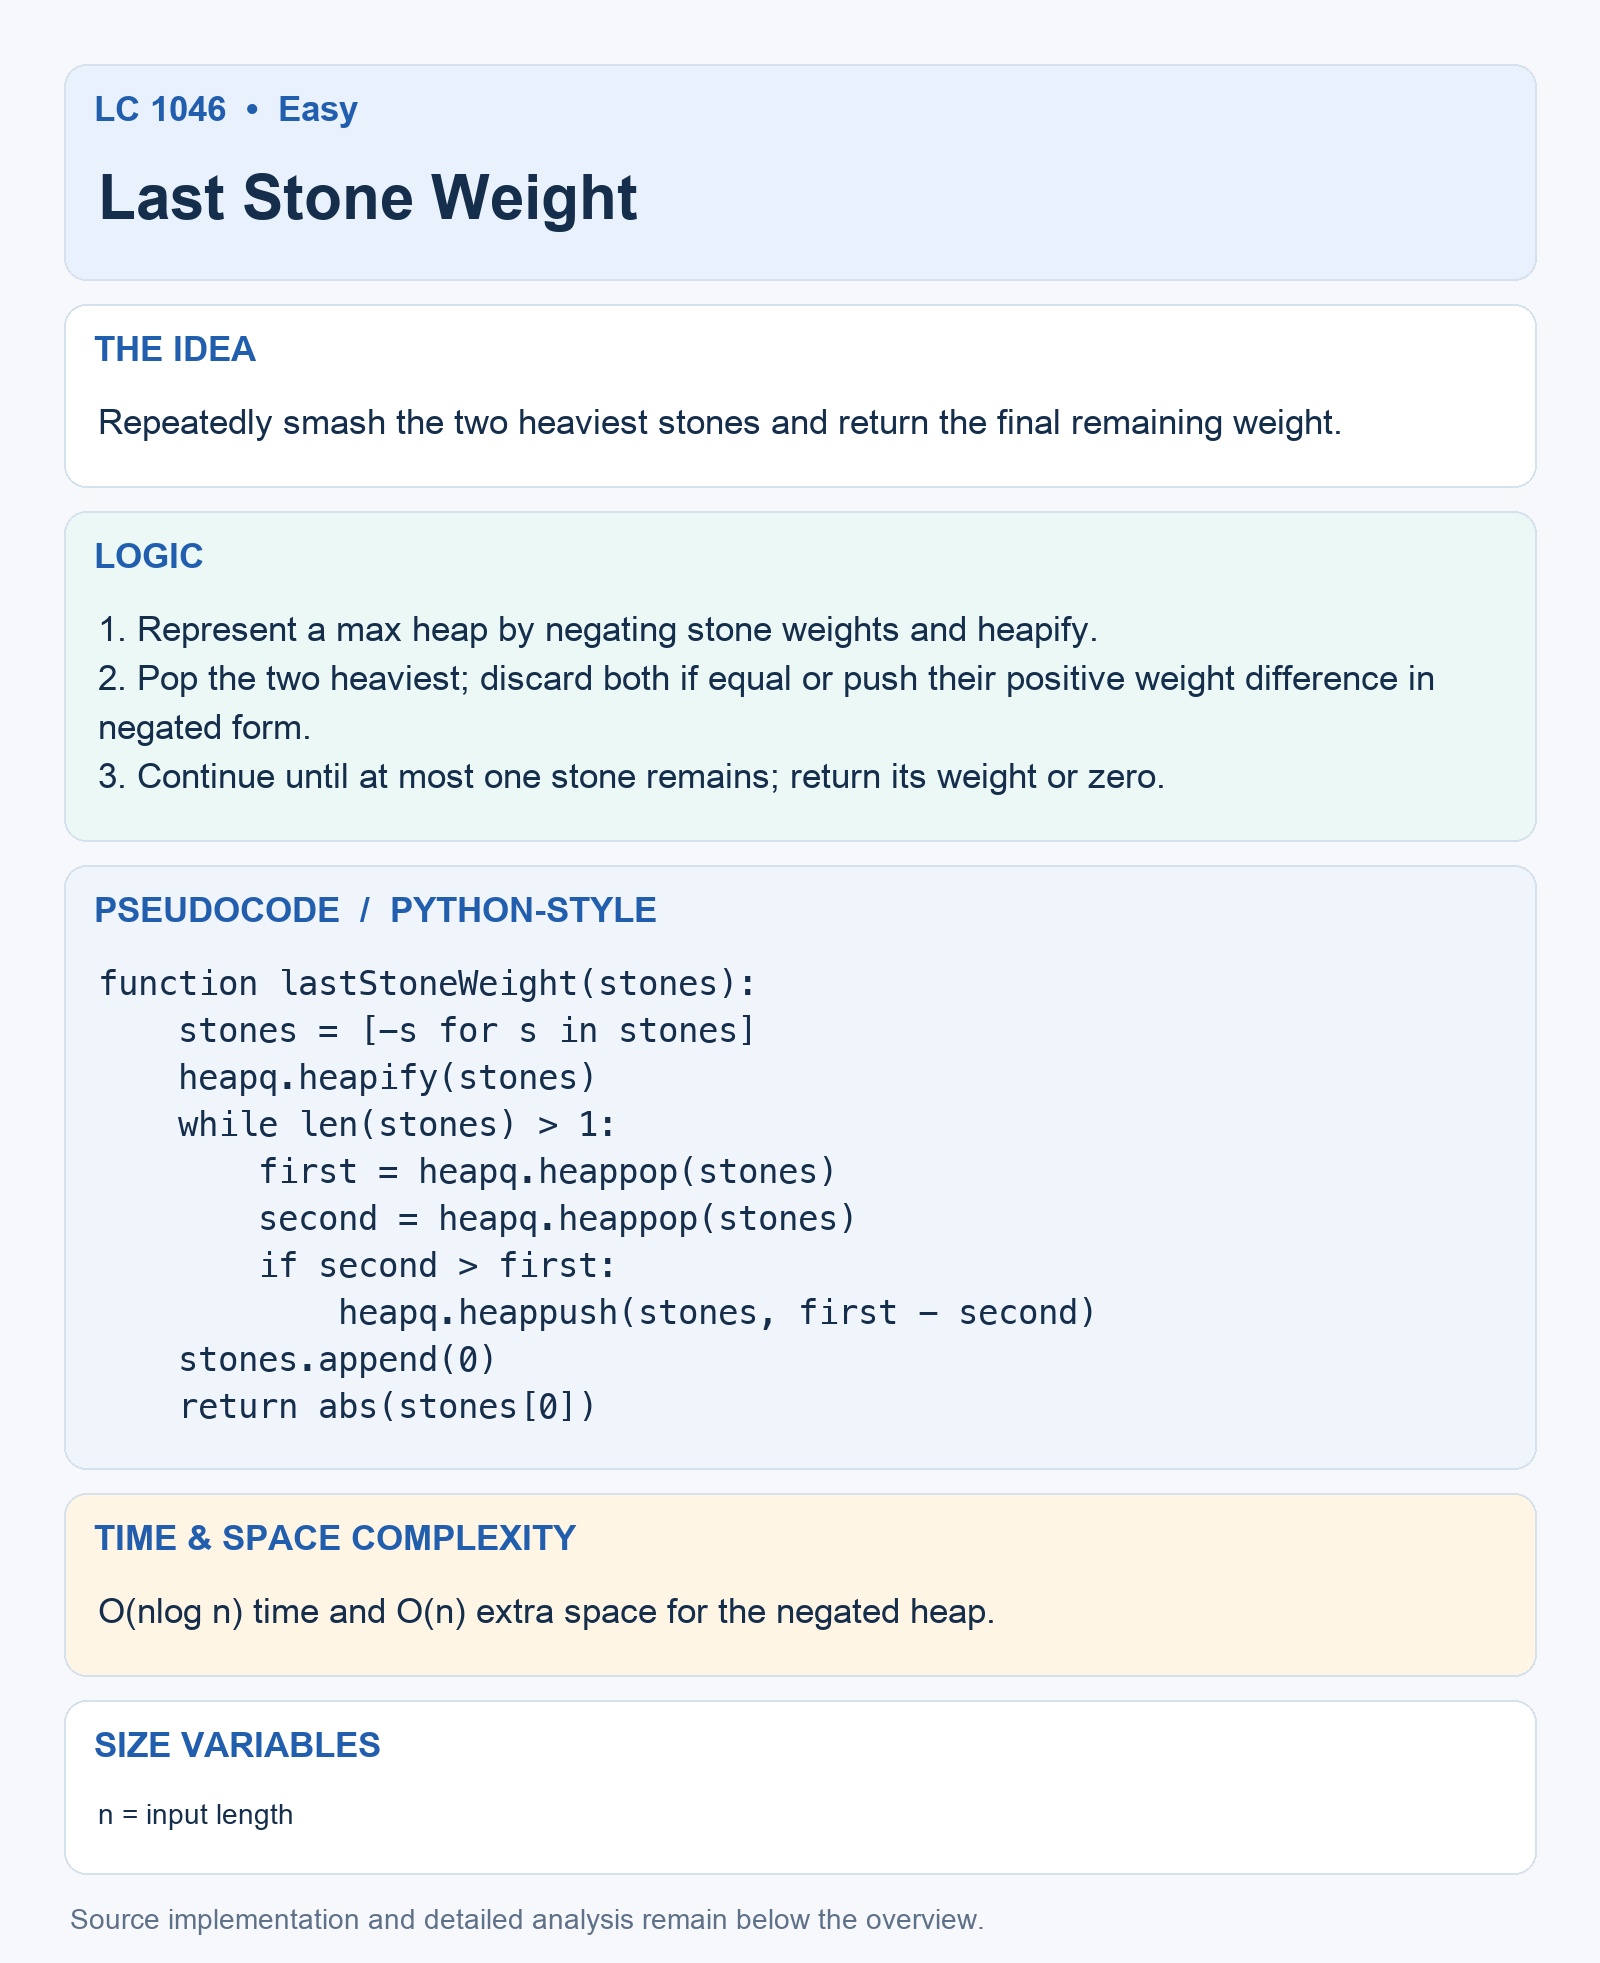 LC 1046 • Easy
Last Stone Weight
THE IDEA
Repeatedly smash the two heaviest stones and return the final remaining weight.
LOGIC
1. Represent a max heap by negating stone weights and heapify.
2. Pop the two heaviest; discard both if equal or push their positive weight difference in
negated form.
3. Continue until at most one stone remains; return its weight or zero.
PSEUDOCODE / PYTHON-STYLE
function lastStoneWeight(stones):
    stones = [−s for s in stones]
    heapq.heapify(stones)
    while len(stones) > 1:
        first = heapq.heappop(stones)
        second = heapq.heappop(stones)
        if second > first:
            heapq.heappush(stones, first − second)
    stones.append(0)
    return abs(stones[0])
TIME & SPACE COMPLEXITY
O(nlog n) time and O(n) extra space for the negated heap.
SIZE VARIABLES
n = input length
Source implementation and detailed analysis remain below the overview.